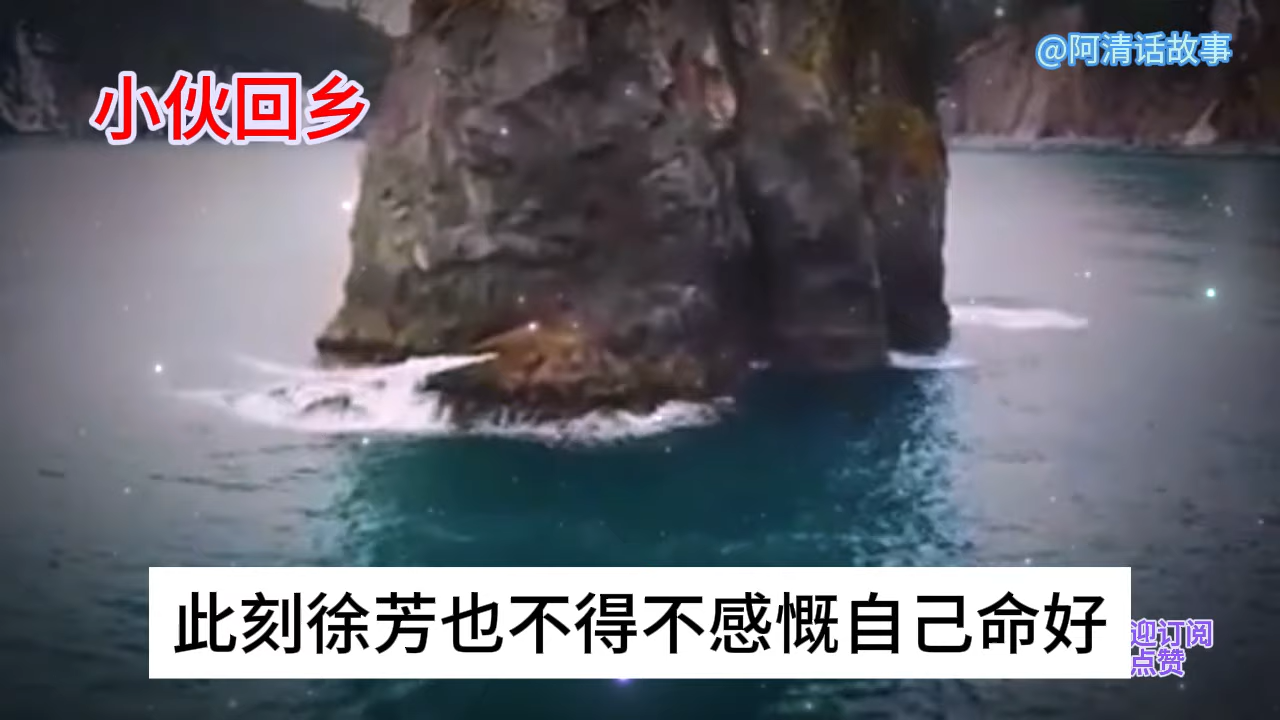 @阿清话故事
小伙回乡
此刻徐芳也不得不感慨自己命好
迎订阅
点赞